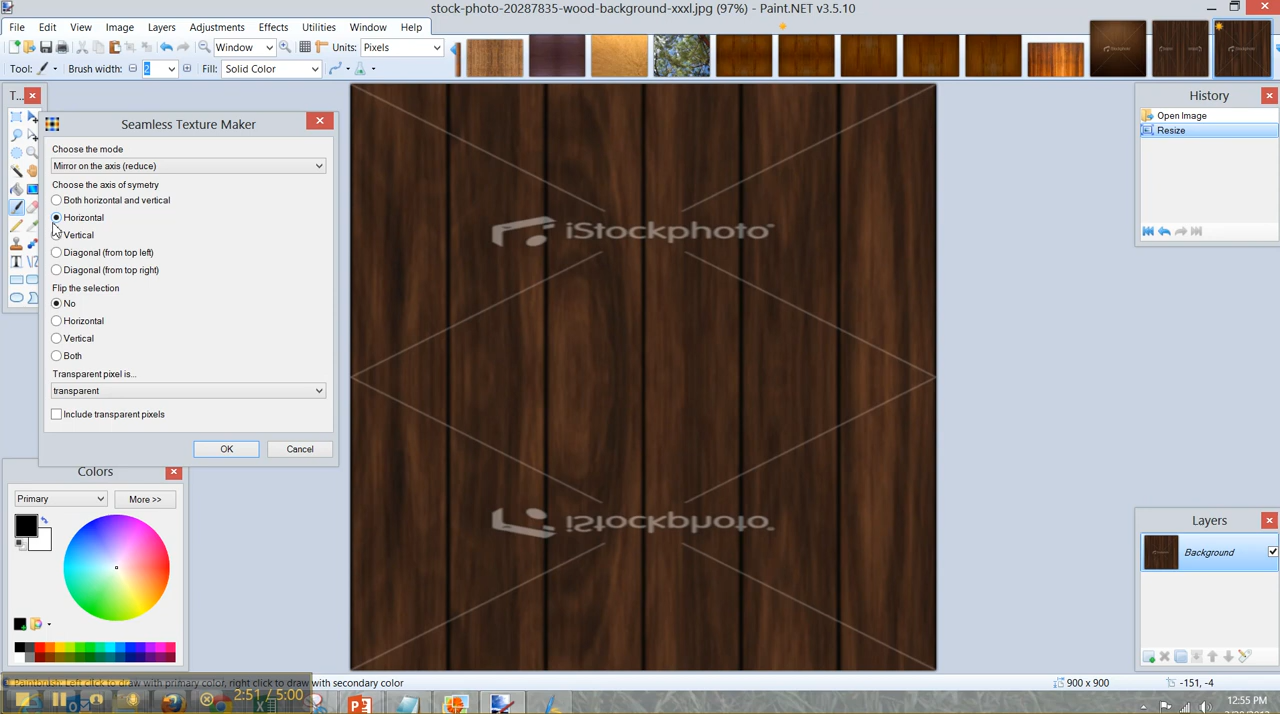 stock-photo-20287835-wood-background-xxxl.jpg (97%) - Paint.NET v3.5.10
File Edit View Image Layers Adjustments Effects Utilities Window Help
Window Units: Pixels
Tool: Brush width: 2 Fill: Solid Color
T...
Seamless Texture Maker
Choose the mode
Mirror on the axis (reduce)
Choose the axis of symetry
Both horizontal and vertical
Horizontal
Vertical
Diagonal (from top left)
Diagonal (from top right)
Flip the selection
No
Horizontal
Vertical
Both
Transparent pixel is...
transparent
Include transparent pixels
OK Cancel
iStockphoto
iStockphoto
History
Open Image
Resize
Colors
Primary More >>
Layers
Background
Paintbrush: Left click to draw with primary color, right click to draw with secondary color
900 x 900 -151, -4
2:51 / 5:00
12:55 PM